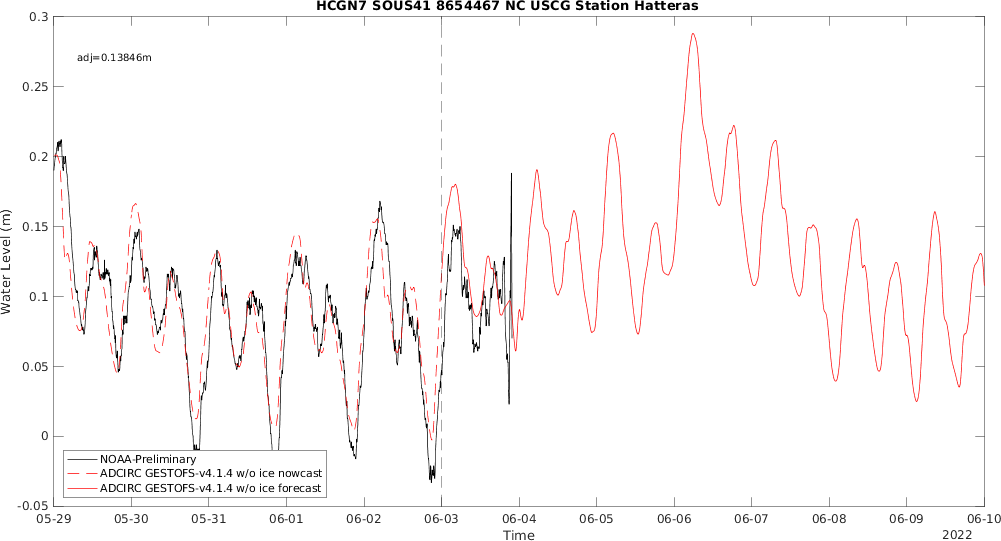 HCGN7 SOUS41 8654467 NC USCG Station Hatteras
0.3
adj=0.13846m
0.25
0.2
0.15
0.1
0.05
0
-0.05
Water Level (m)
NOAA-Preliminary
ADCIRC GESTOFS-v4.1.4 w/o ice nowcast
ADCIRC GESTOFS-v4.1.4 w/o ice forecast
05-29 05-30 05-31 06-01 06-02 06-03 06-04 06-05 06-06 06-07 06-08 06-09 06-10
Time
2022